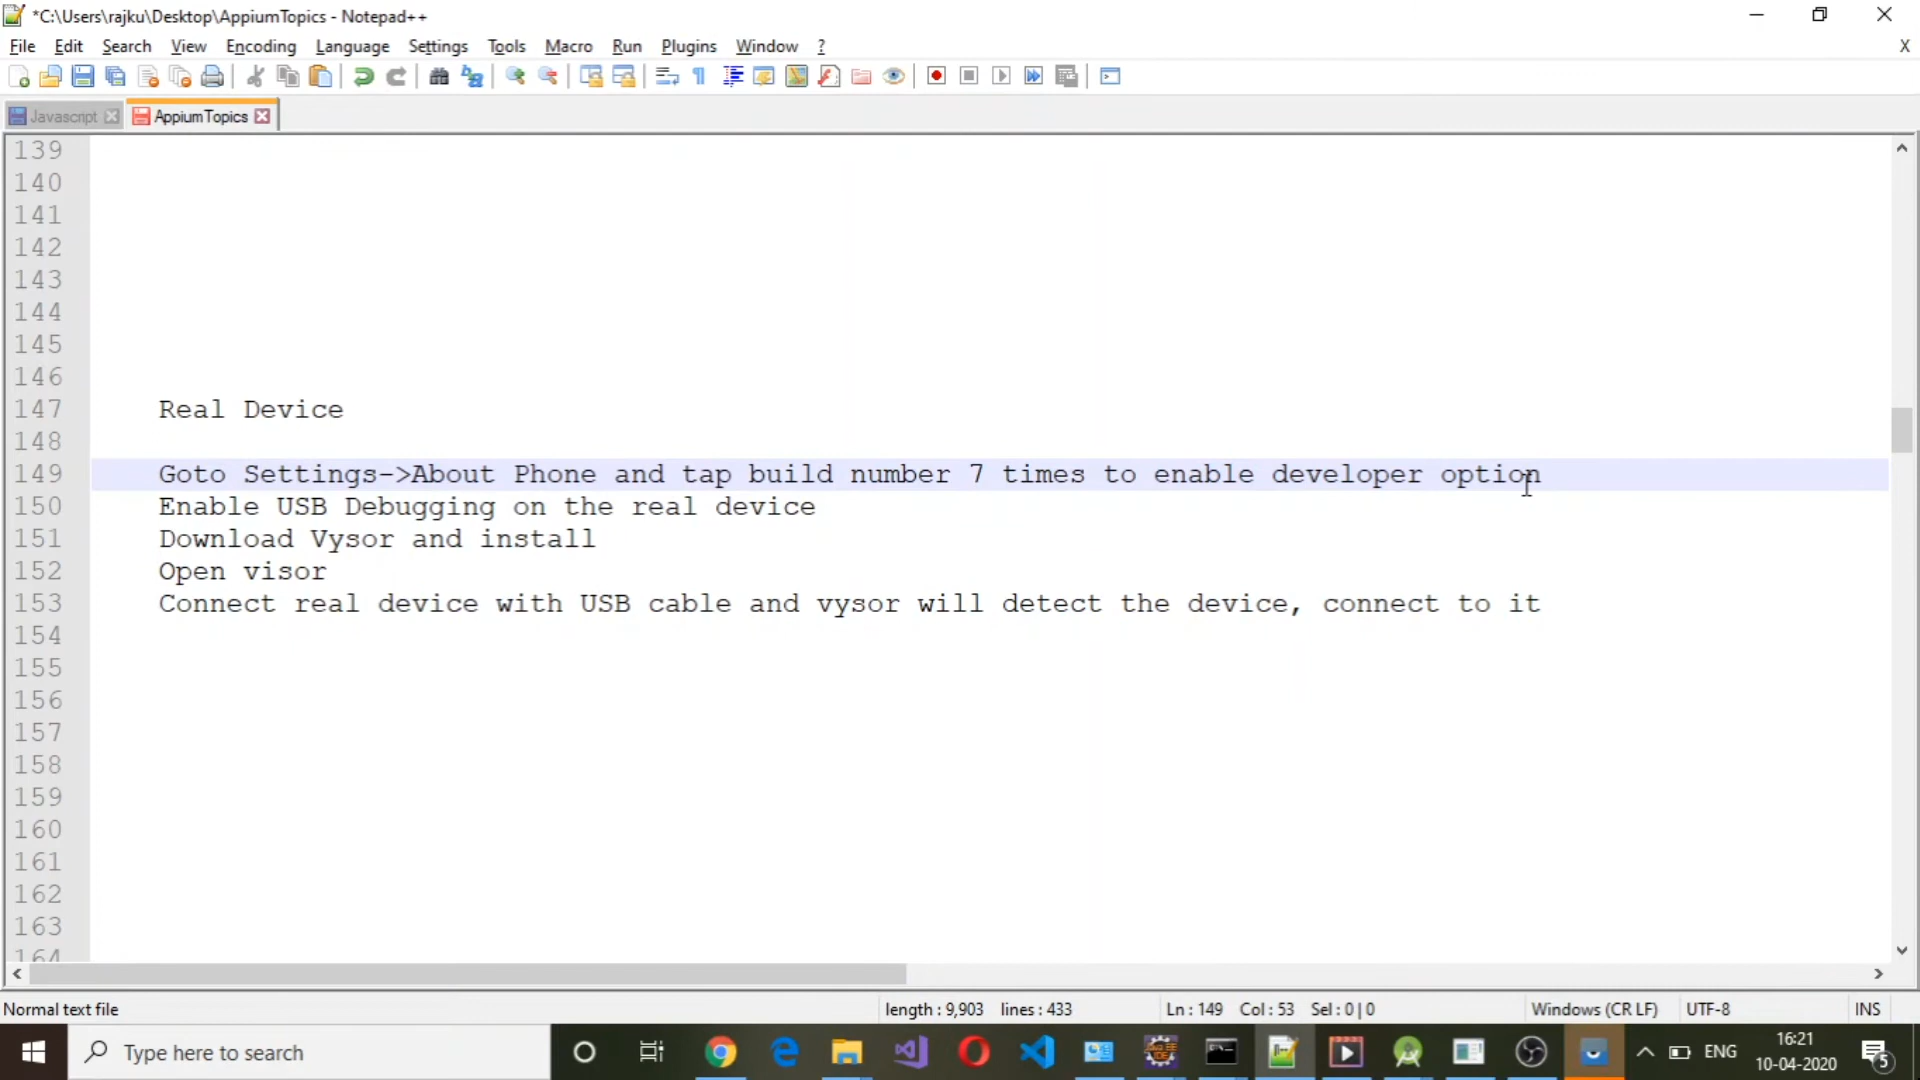 *C:\Users\rajku\Desktop\AppiumTopics - Notepad++
File Edit Search View Encoding Language Settings Tools Macro Run Plugins Window ? X
Javascript AppiumTopics
139
140
141
142
143
144
145
146
147 Real Device
148
149 Goto Settings->About Phone and tap build number 7 times to enable developer option
150 Enable USB Debugging on the real device
151 Download Vysor and install
152 Open visor
153 Connect real device with USB cable and vysor will detect the device, connect to it
154
155
156
157
158
159
160
161
162
163
164
Normal text file length : 9,903 lines : 433 Ln : 149 Col : 53 Sel : 0 | 0 Windows (CR LF) UTF-8 INS
Type here to search ENG 16:21
10-04-2020 5